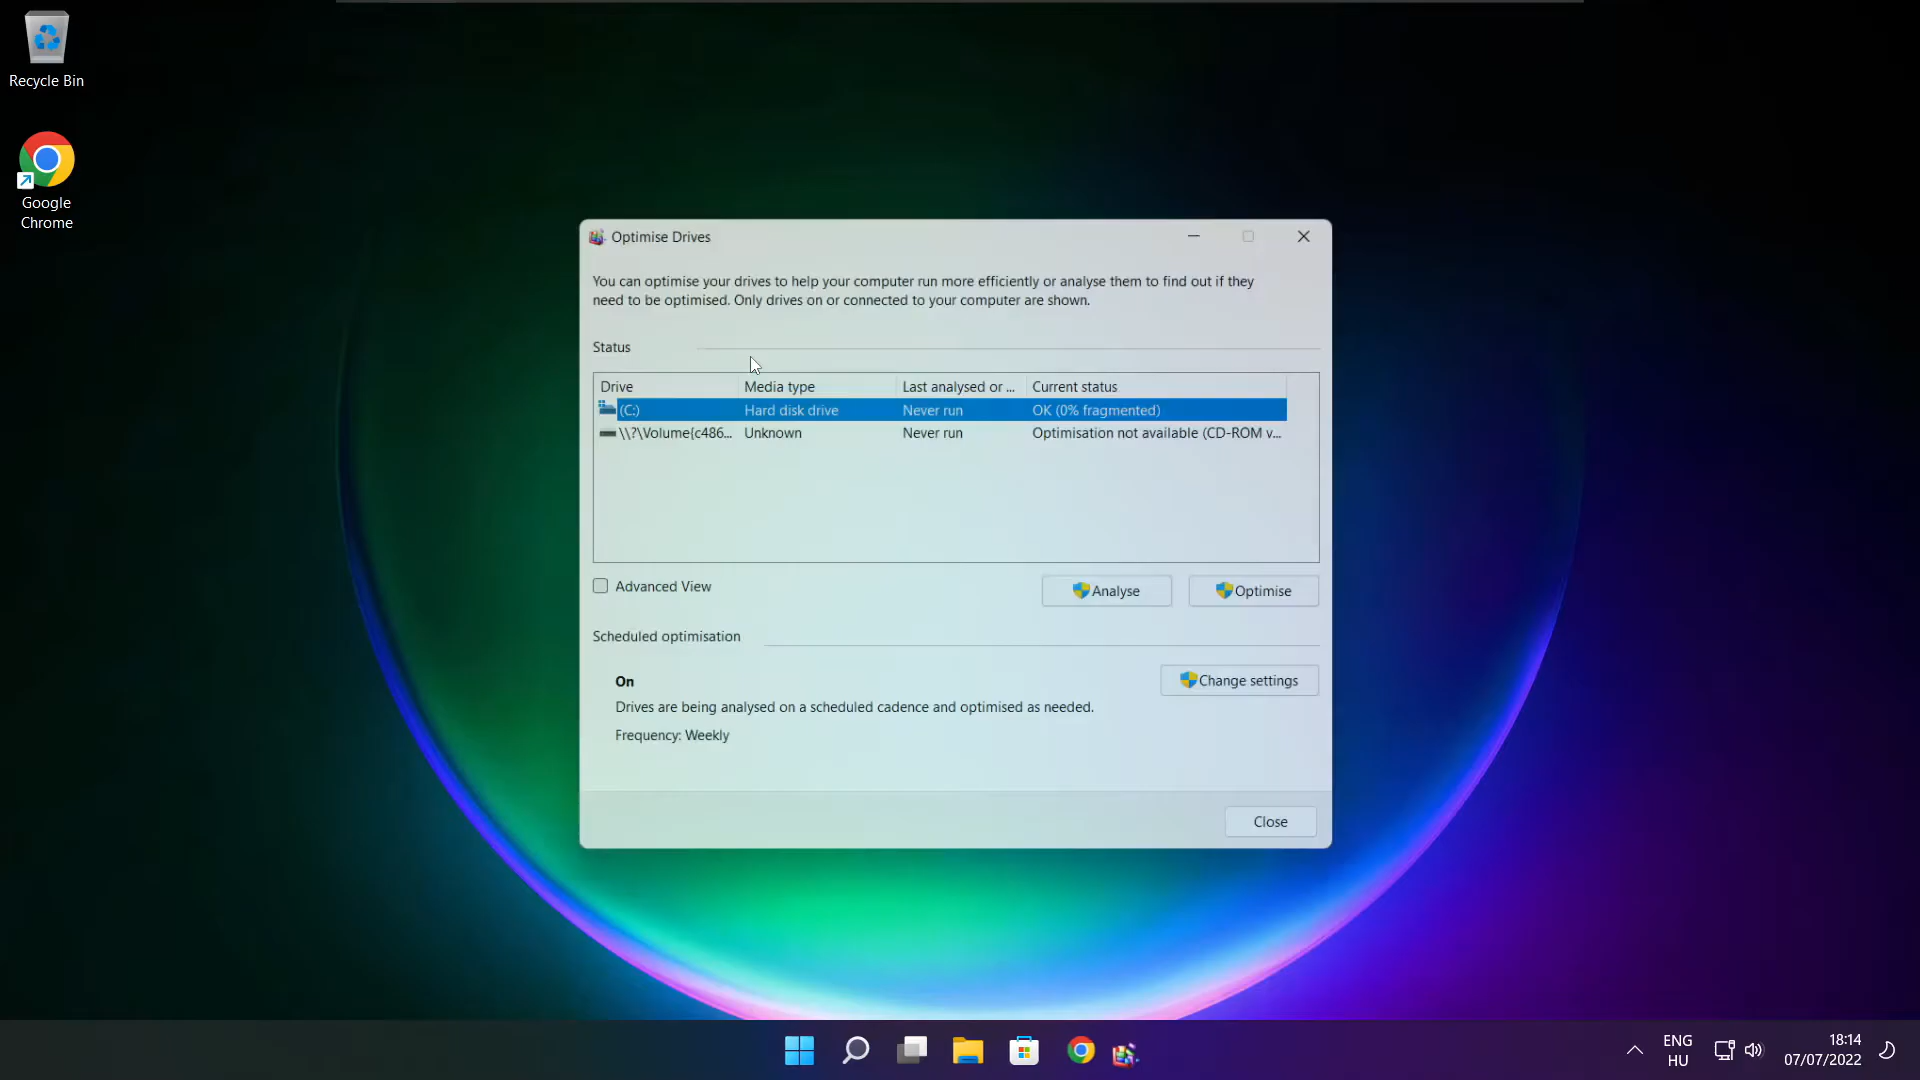 Recycle Bin
Google
Chrome
Optimise Drives
You can optimise your drives to help your computer run more efficiently or analyse them to find out if they
need to be optimised. Only drives on or connected to your computer are shown.
Status
Drive Media type Last analysed or ... Current status
(C:) Hard disk drive Never run OK (0% fragmented)
\\?\Volume{c486... Unknown Never run Optimisation not available (CD-ROM v...
Advanced View
Analyse
Optimise
Scheduled optimisation
On
Change settings
Drives are being analysed on a scheduled cadence and optimised as needed.
Frequency: Weekly
Close
ENG
HU
18:14
07/07/2022